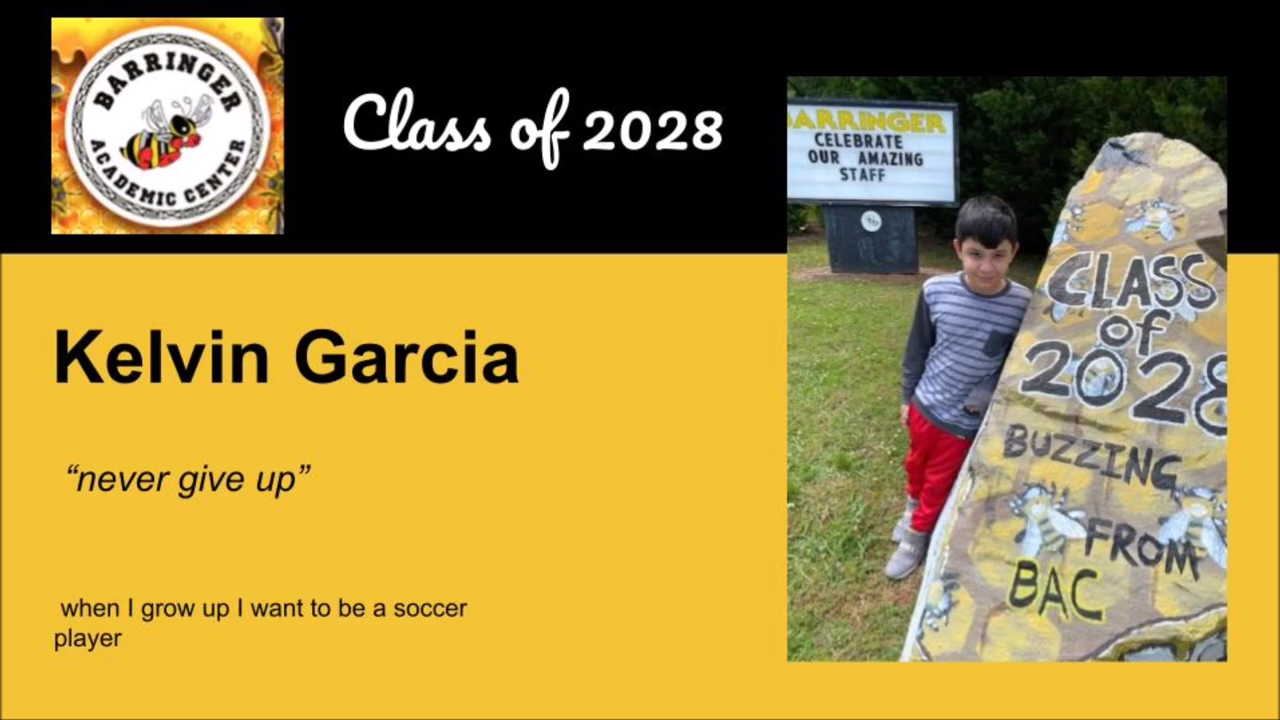 BARRINGER
ACADEMIC CENTER
Class of 2028
Kelvin Garcia
“never give up”
when I grow up I want to be a soccer
player
BARRINGER
CELEBRATE
OUR AMAZING
STAFF
CLASS
of
2028
BUZZING
FROM
BAC